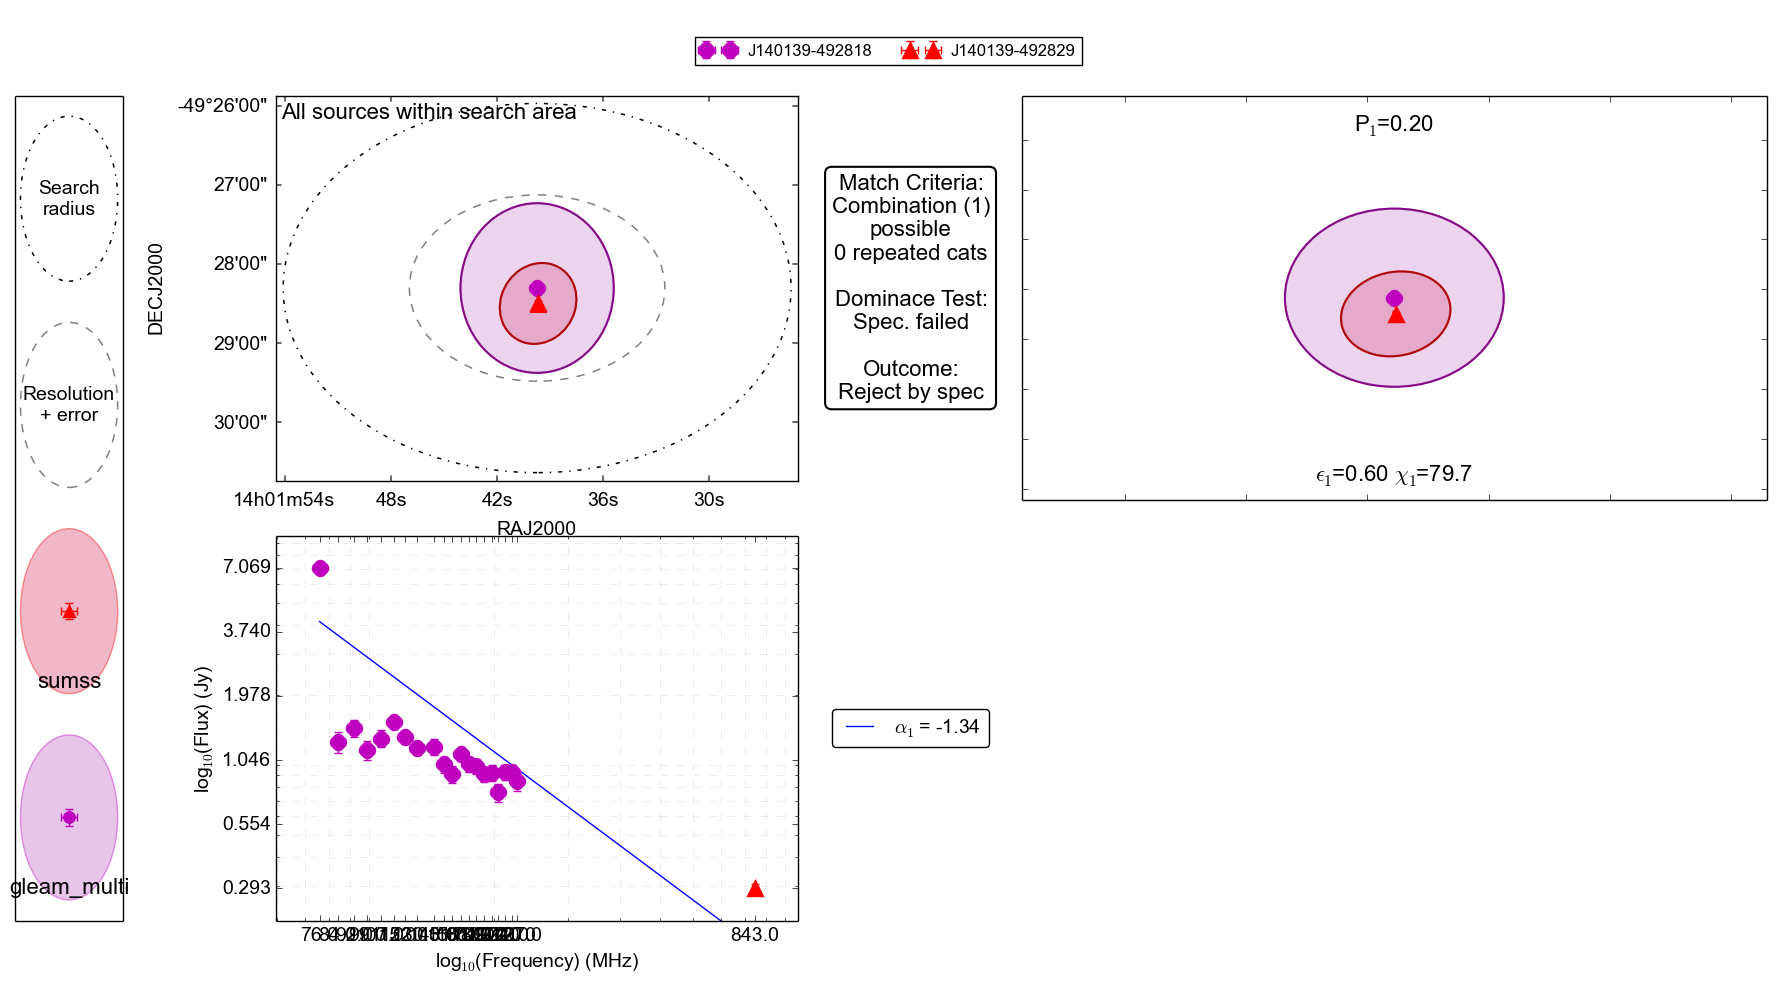 J140139-492818
J140139-492829
Search
radius
Resolution
+ error
sumss
gleam_multi
All sources within search area
-49°26'00"
27'00"
28'00"
29'00"
30'00"
DECJ2000
14h01m54s
48s
42s
36s
30s
RAJ2000
Match Criteria:
Combination (1)
possible
0 repeated cats
Dominace Test:
Spec. failed
Outcome:
Reject by spec
P₁=0.20
ϵ₁=0.60 χ₁=79.7
7.069
3.740
1.978
1.046
0.554
0.293
log₁₀(Flux) (Jy)
843.0
log₁₀(Frequency) (MHz)
α₁ = -1.34